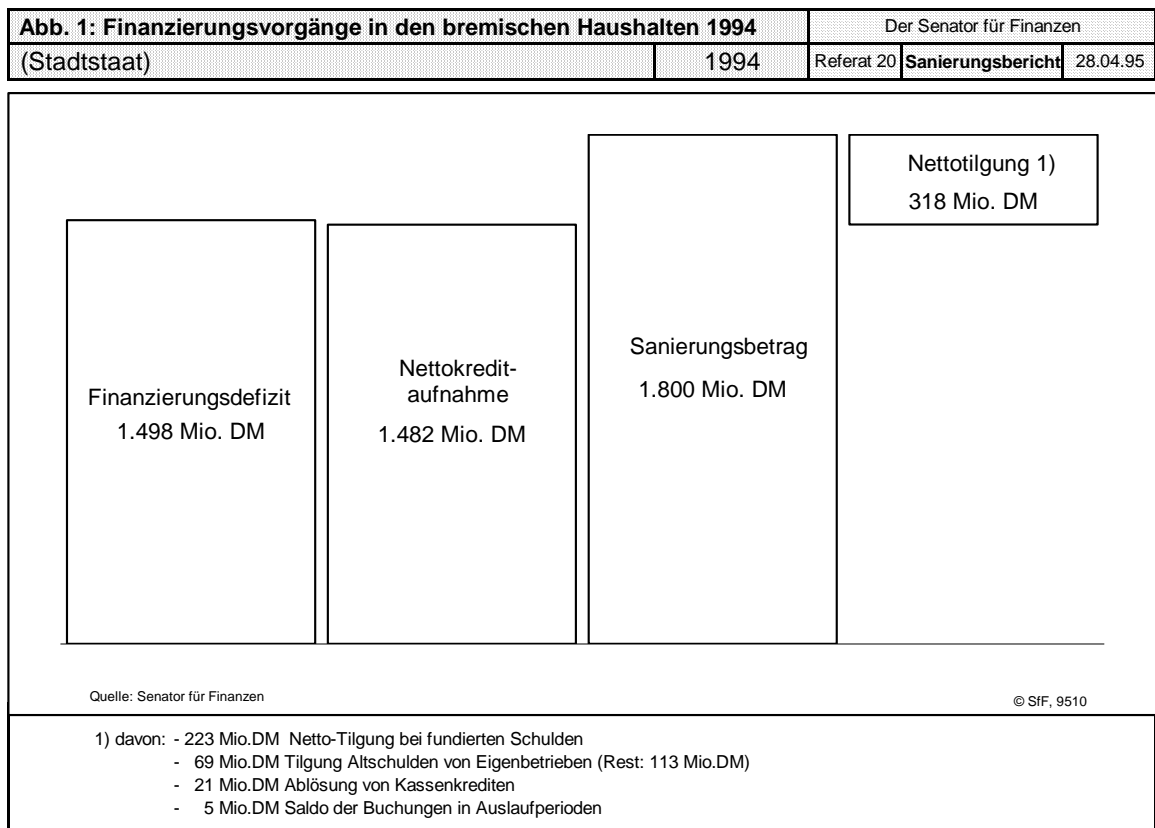 Abb. 1: Finanzierungsvorgänge in den bremischen Haushalten 1994
Der Senator für Finanzen
(Stadtstaat)
1994
Referat 20
Sanierungsbericht
28.04.95
Nettotilgung 1)
318 Mio. DM
Sanierungsbetrag
1.800 Mio. DM
Nettokredit-
aufnahme
1.482 Mio. DM
Finanzierungsdefizit
1.498 Mio. DM
Quelle: Senator für Finanzen
© SfF, 9510
1) davon: - 223 Mio.DM Netto-Tilgung bei fundierten Schulden
- 69 Mio.DM Tilgung Altschulden von Eigenbetrieben (Rest: 113 Mio.DM)
- 21 Mio.DM Ablösung von Kassenkrediten
- 5 Mio.DM Saldo der Buchungen in Auslaufperioden